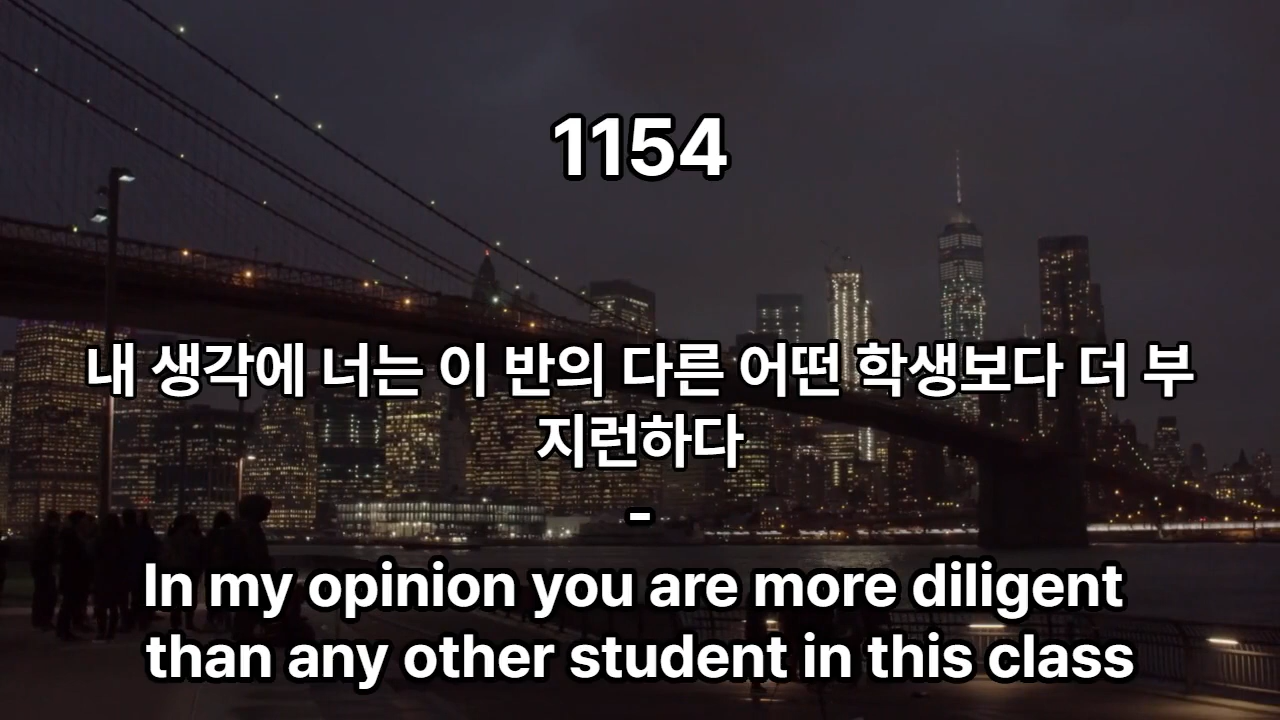 1154
내 생각에 너는 이 반의 다른 어떤 학생보다 더 부
지런하다
-
In my opinion you are more diligent
than any other student in this class